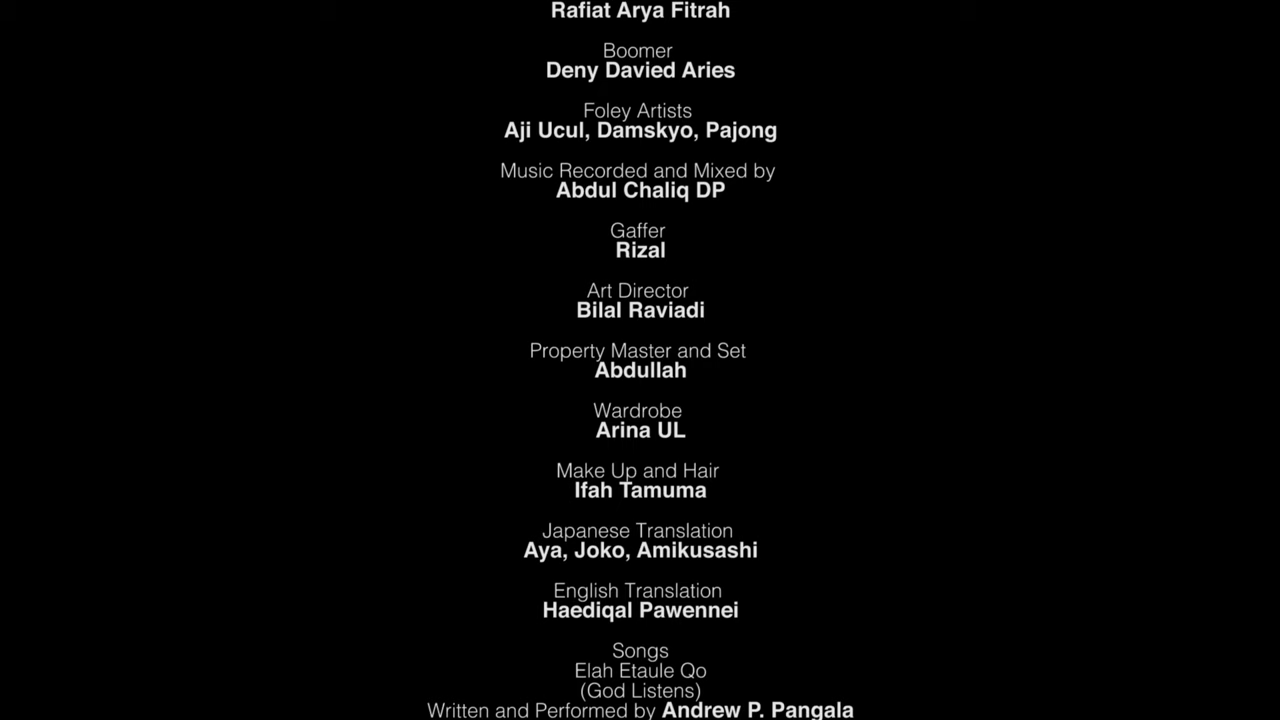 Rafiat Arya Fitrah
Boomer
Deny Davied Aries
Foley Artists
Aji Ucul, Damskyo, Pajong
Music Recorded and Mixed by
Abdul Chaliq DP
Gaffer
Rizal
Art Director
Bilal Raviadi
Property Master and Set
Abdullah
Wardrobe
Arina UL
Make Up and Hair
Ifah Tamuma
Japanese Translation
Aya, Joko, Amikusashi
English Translation
Haediqal Pawennei
Songs
Elah Etaule Qo
(God Listens)
Written and Performed by Andrew P. Pangala